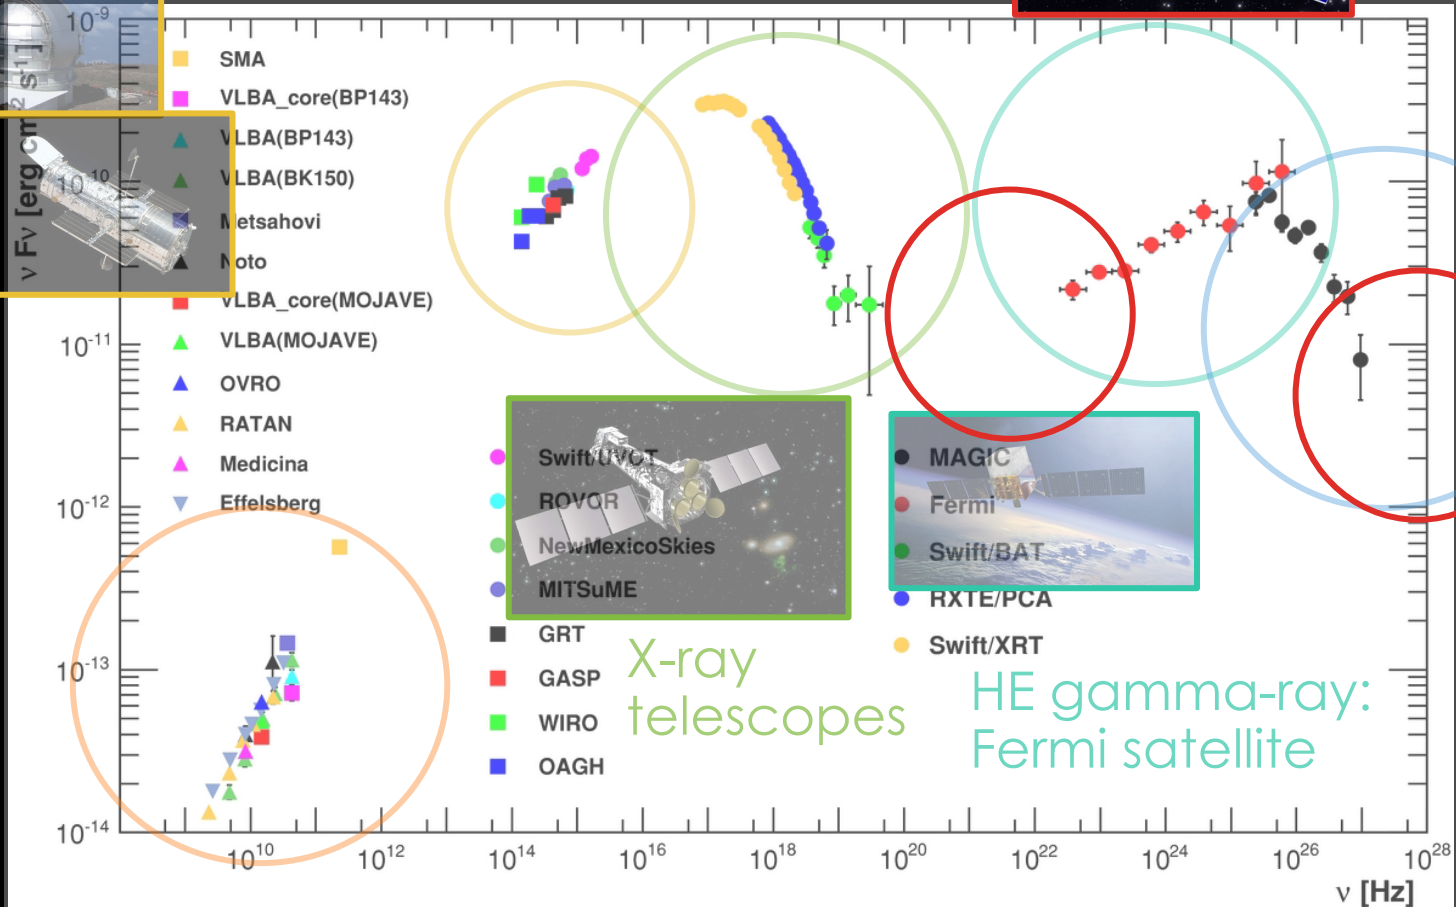 10^-9
ν Fν [erg cm^-2 s^-1]
SMA
VLBA_core(BP143)
VLBA(BP143)
VLBA(BK150)
10^-10
Metsahovi
Noto
VLBA_core(MOJAVE)
VLBA(MOJAVE)
10^-11
OVRO
RATAN
Medicina
Effelsberg
10^-12
Swift/UVOT
ROVOR
NewMexicoSkies
MITSuME
GRT
GASP
WIRO
OAGH
MAGIC
Fermi
Swift/BAT
RXTE/PCA
Swift/XRT
X-ray
telescopes
HE gamma-ray:
Fermi satellite
10^-13
10^-14
10^10
10^12
10^14
10^16
10^18
10^20
10^22
10^24
10^26
10^28
ν [Hz]